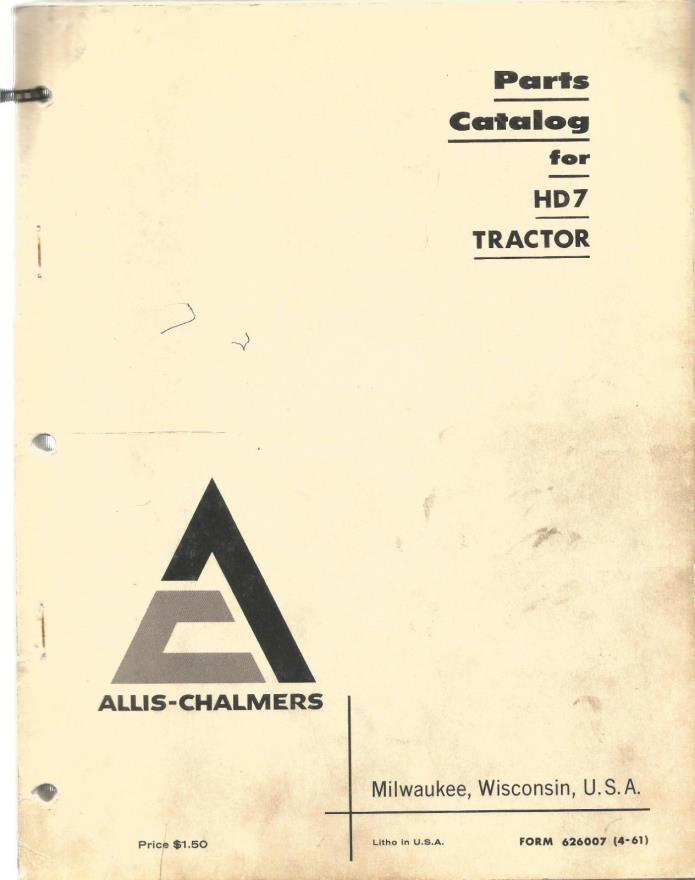 Parts
Catalog
for
HD7
TRACTOR
ALLIS-CHALMERS
Milwaukee, Wisconsin, U.S.A.
Price $1.50
Litho in U.S.A.
FORM 626007 (4-61)